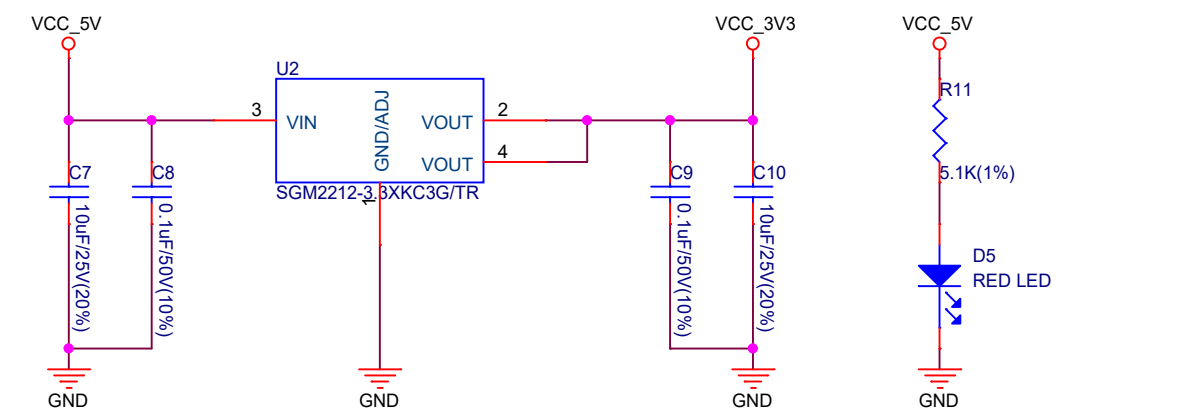 VCC_5V
VCC_3V3
VCC_5V
U2
R11
3
VIN
GND/ADJ
VOUT
2
VOUT
4
C7
C8
C9
C10
5.1K(1%)
SGM2212-3.3XKC3G/TR
1
10uF/25V(20%)
0.1uF/50V(10%)
0.1uF/50V(10%)
10uF/25V(20%)
D5
RED LED
GND
GND
GND
GND